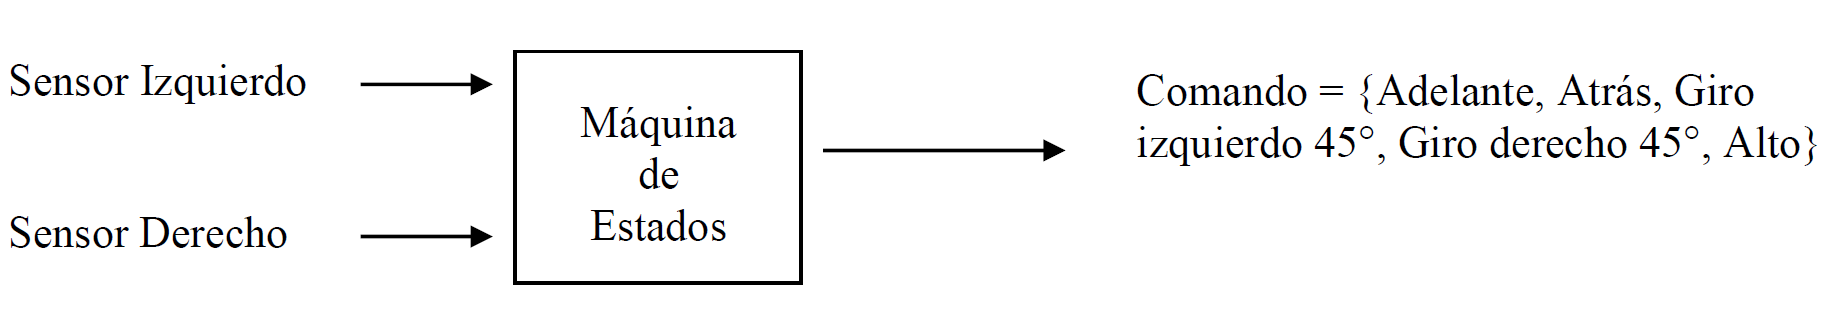 Sensor Izquierdo
Sensor Derecho
Máquina
de
Estados
Comando = {Adelante, Atrás, Giro
izquierdo 45°, Giro derecho 45°, Alto}